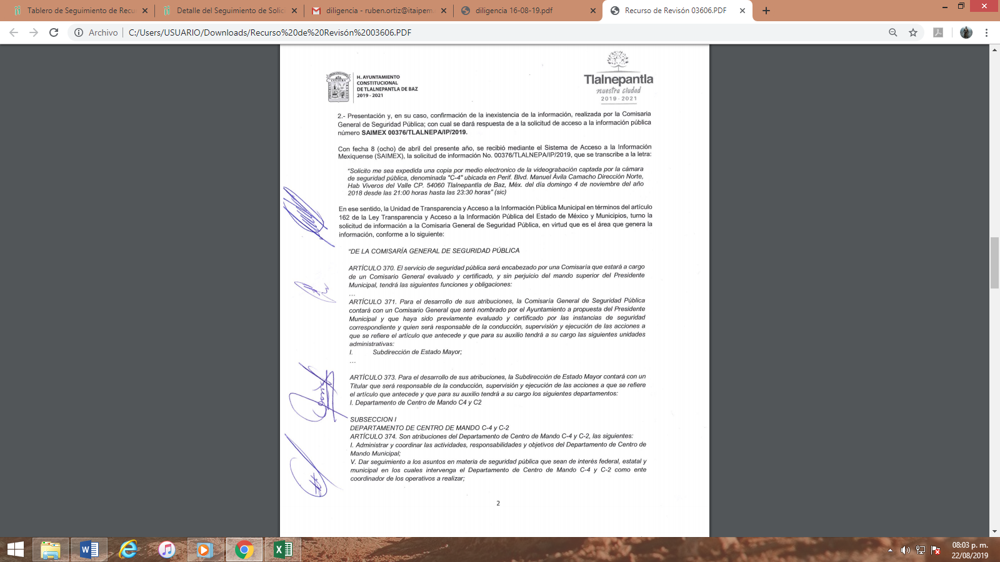 Tablero de Seguimiento de Recu
Detalle del Seguimiento de Solic
diligencia - ruben.ortiz@itaipem.
diligencia 16-08-19.pdf
Recurso de Revisón 03606.PDF
Archivo
C:/Users/USUARIO/Downloads/Recurso%20de%20Revisón%2003606.PDF
H. AYUNTAMIENTO
CONSTITUCIONAL
DE TLALNEPANTLA DE BAZ
2019 - 2021
Tlalnepantla
nuestra ciudad
2019 - 2021
2.- Presentación y, en su caso, confirmación de la inexistencia de la información, realizada por la Comisaria
General de Seguridad Pública; con cual se dará respuesta de a la solicitud de acceso a la información pública
número SAIMEX 00376/TLALNEPA/IP/2019.
Con fecha 8 (ocho) de abril del presente año, se recibió mediante el Sistema de Acceso a la Información
Mexiquense (SAIMEX), la solicitud de información No. 00376/TLALNEPA/IP/2019, que se transcribe a la letra:
"Solicito me sea expedida una copia por medio electronico de la videograbación captada por la cámara
de seguridad pública, denominada "C-4" ubicada en Perif. Blvd. Manuel Ávila Camacho Dirección Norte,
Hab Viveros del Valle CP. 54060 Tlalnepantla de Baz, Méx. del día domingo 4 de noviembre del año
2018 desde las 21:00 horas hasta las 23:30 horas" (sic)
En ese sentido, la Unidad de Transparencia y Acceso a la Información Pública Municipal en términos del artículo
162 de la Ley Transparencia y Acceso a la Información Pública del Estado de México y Municipios, turno la
solicitud de información a la Comisaria General de Seguridad Pública, en virtud que es el área que genera la
información, conforme a lo siguiente:
"DE LA COMISARÍA GENERAL DE SEGURIDAD PÚBLICA
ARTÍCULO 370. El servicio de seguridad pública será encabezado por una Comisaría que estará a cargo
de un Comisario General evaluado y certificado, y sin perjuicio del mando superior del Presidente
Municipal, tendrá las siguientes funciones y obligaciones:
...
ARTÍCULO 371. Para el desarrollo de sus atribuciones, la Comisaría General de Seguridad Pública
contará con un Comisario General que será nombrado por el Ayuntamiento a propuesta del Presidente
Municipal y que haya sido previamente evaluado y certificado por las instancias de seguridad
correspondiente y quien será responsable de la conducción, supervisión y ejecución de las acciones a
que se refiere el artículo que antecede y que para su auxilio tendrá a su cargo las siguientes unidades
administrativas:
I. Subdirección de Estado Mayor;
...
ARTÍCULO 373. Para el desarrollo de sus atribuciones, la Subdirección de Estado Mayor contará con un
Titular que será responsable de la conducción, supervisión y ejecución de las acciones a que se refiere
el artículo que antecede y que para su auxilio tendrá a su cargo los siguientes departamentos:
I. Departamento de Centro de Mando C4 y C2
SUBSECCION I
DEPARTAMENTO DE CENTRO DE MANDO C-4 y C-2
ARTÍCULO 374. Son atribuciones del Departamento de Centro de Mando C-4 y C-2, las siguientes:
I. Administrar y coordinar las actividades, responsabilidades y objetivos del Departamento de Centro de
Mando Municipal;
V. Dar seguimiento a los asuntos en materia de seguridad pública que sean de interés federal, estatal y
municipal en los cuales intervenga el Departamento de Centro de Mando C-4 y C-2 como ente
coordinador de los operativos a realizar;
2
08:03 p. m.
22/08/2019